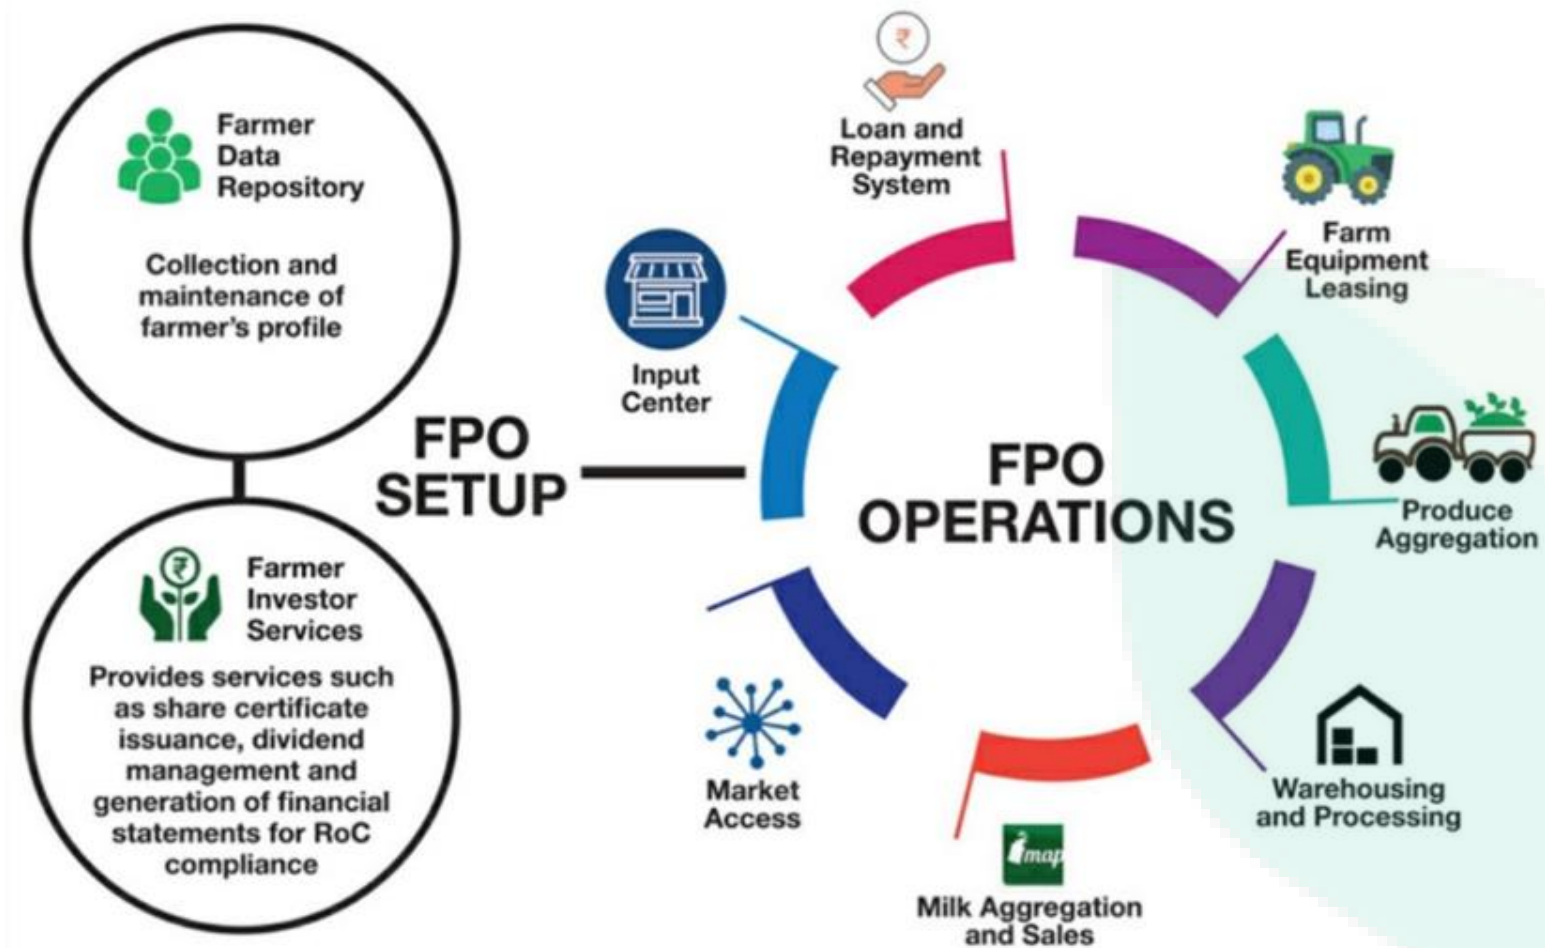 Farmer
Data
Repository
Collection and
maintenance of
farmer's profile
FPO
SETUP
Farmer
Investor
Services
Provides services such
as share certificate
issuance, dividend
management and
generation of financial
statements for RoC
compliance
₹
Loan and
Repayment
System
Farm
Equipment
Leasing
Input
Center
FPO
OPERATIONS
Produce
Aggregation
Warehousing
and Processing
map
Milk Aggregation
and Sales
Market
Access
₹